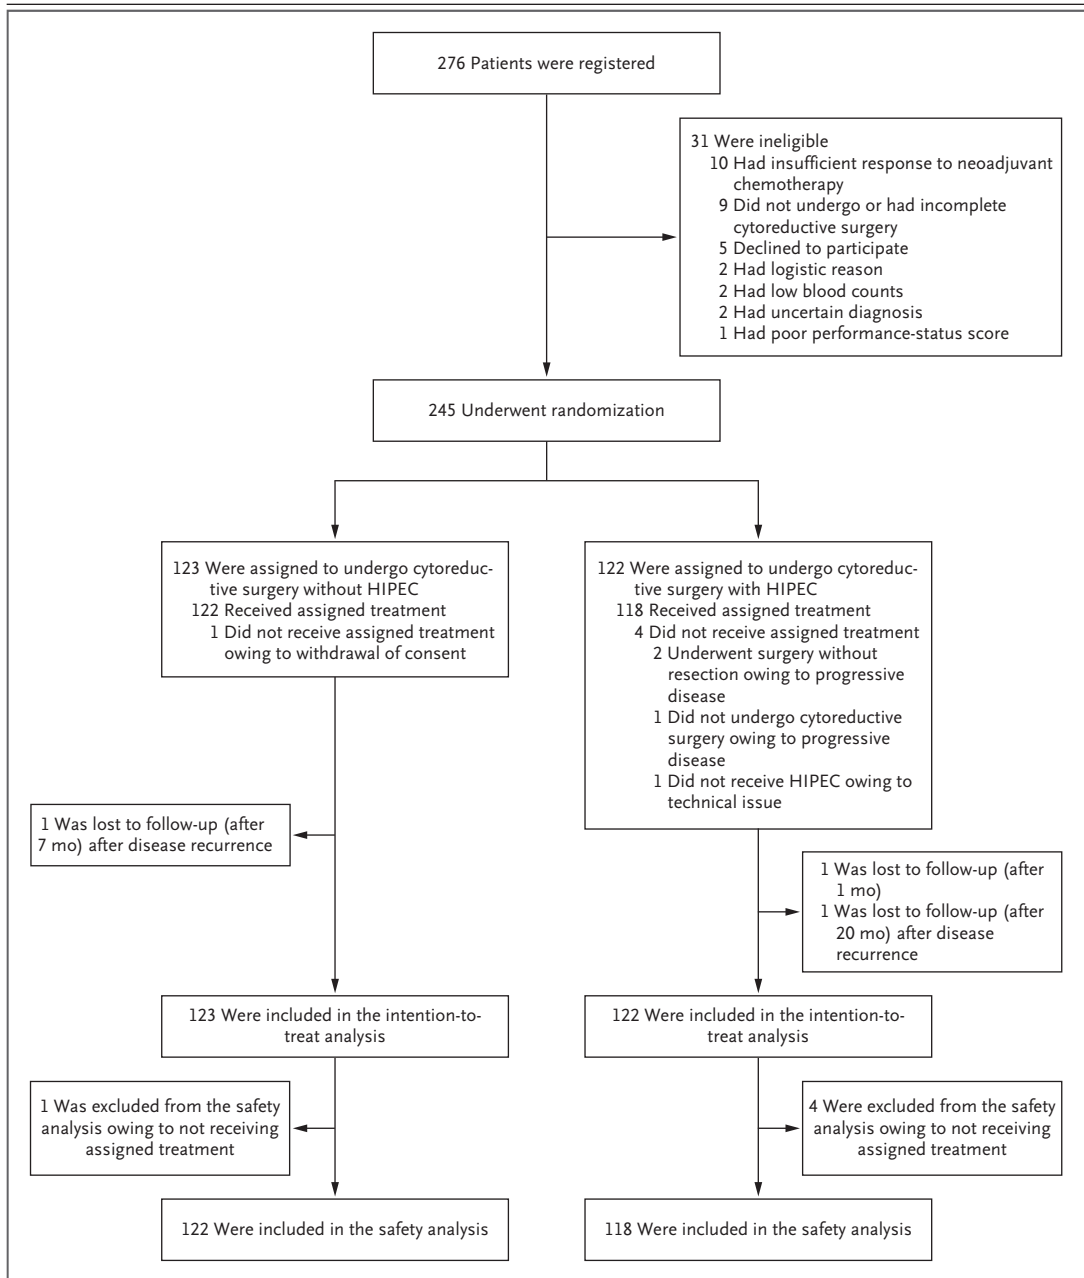 276 Patients were registered
31 Were ineligible
10 Had insufficient response to neoadjuvant
chemotherapy
9 Did not undergo or had incomplete
cytoreductive surgery
5 Declined to participate
2 Had logistic reason
2 Had low blood counts
2 Had uncertain diagnosis
1 Had poor performance-status score
245 Underwent randomization
123 Were assigned to undergo cytoreduc-
tive surgery without HIPEC
122 Received assigned treatment
1 Did not receive assigned treatment
owing to withdrawal of consent
122 Were assigned to undergo cytoreduc-
tive surgery with HIPEC
118 Received assigned treatment
4 Did not receive assigned treatment
2 Underwent surgery without
resection owing to progressive
disease
1 Did not undergo cytoreductive
surgery owing to progressive
disease
1 Did not receive HIPEC owing to
technical issue
1 Was lost to follow-up (after
7 mo) after disease recurrence
1 Was lost to follow-up (after
1 mo)
1 Was lost to follow-up (after
20 mo) after disease
recurrence
123 Were included in the intention-to-
treat analysis
122 Were included in the intention-to-
treat analysis
1 Was excluded from the safety
analysis owing to not receiving
assigned treatment
4 Were excluded from the safety
analysis owing to not receiving
assigned treatment
122 Were included in the safety analysis
118 Were included in the safety analysis